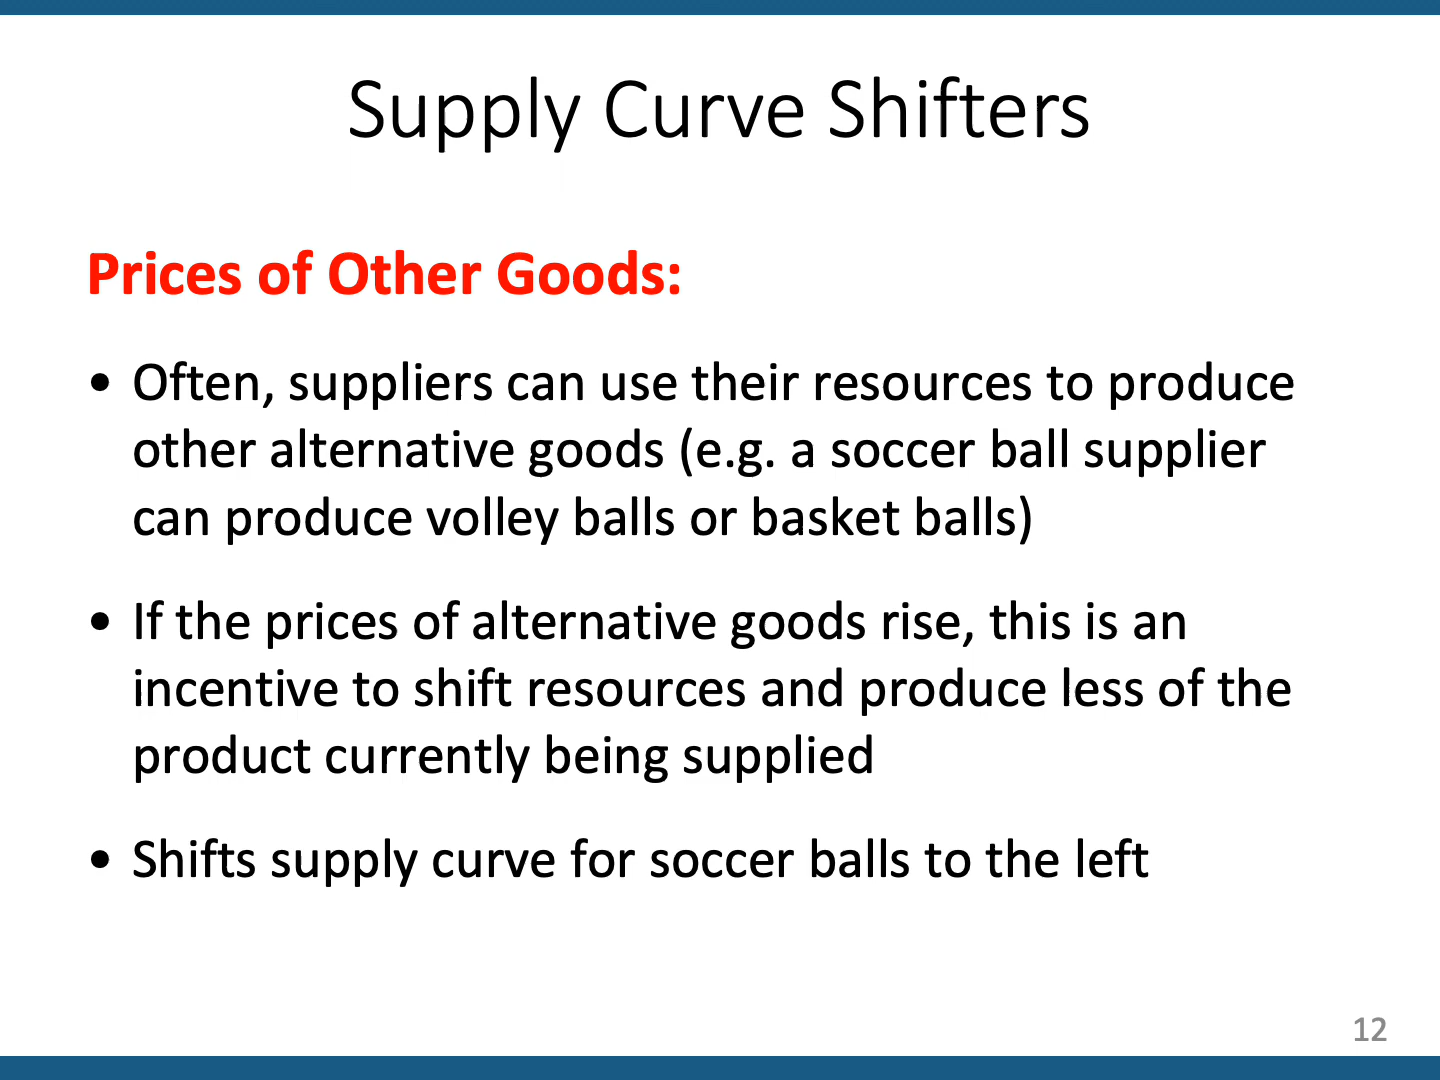 Supply Curve Shifters
Prices of Other Goods:
• Often, suppliers can use their resources to produce
other alternative goods (e.g. a soccer ball supplier
can produce volley balls or basket balls)
• If the prices of alternative goods rise, this is an
incentive to shift resources and produce less of the
product currently being supplied
• Shifts supply curve for soccer balls to the left
12